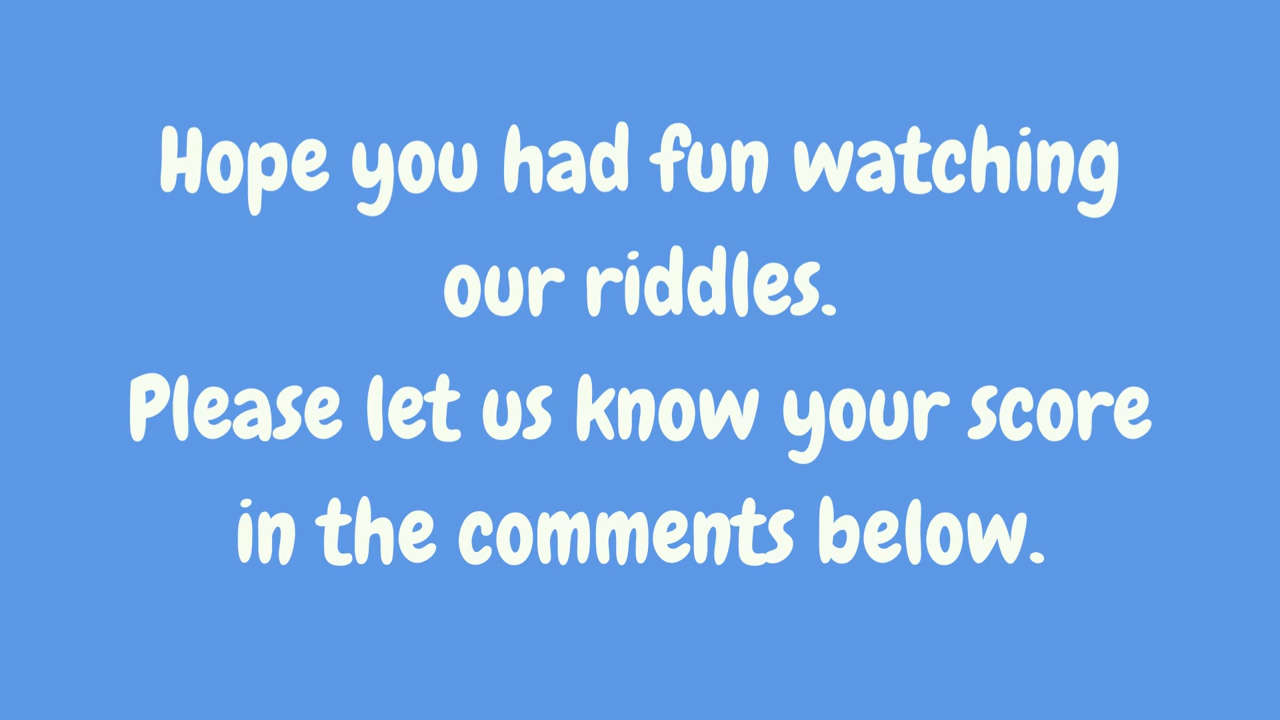 Hope you had fun watching
our riddles.
Please let us know your score
in the comments below.